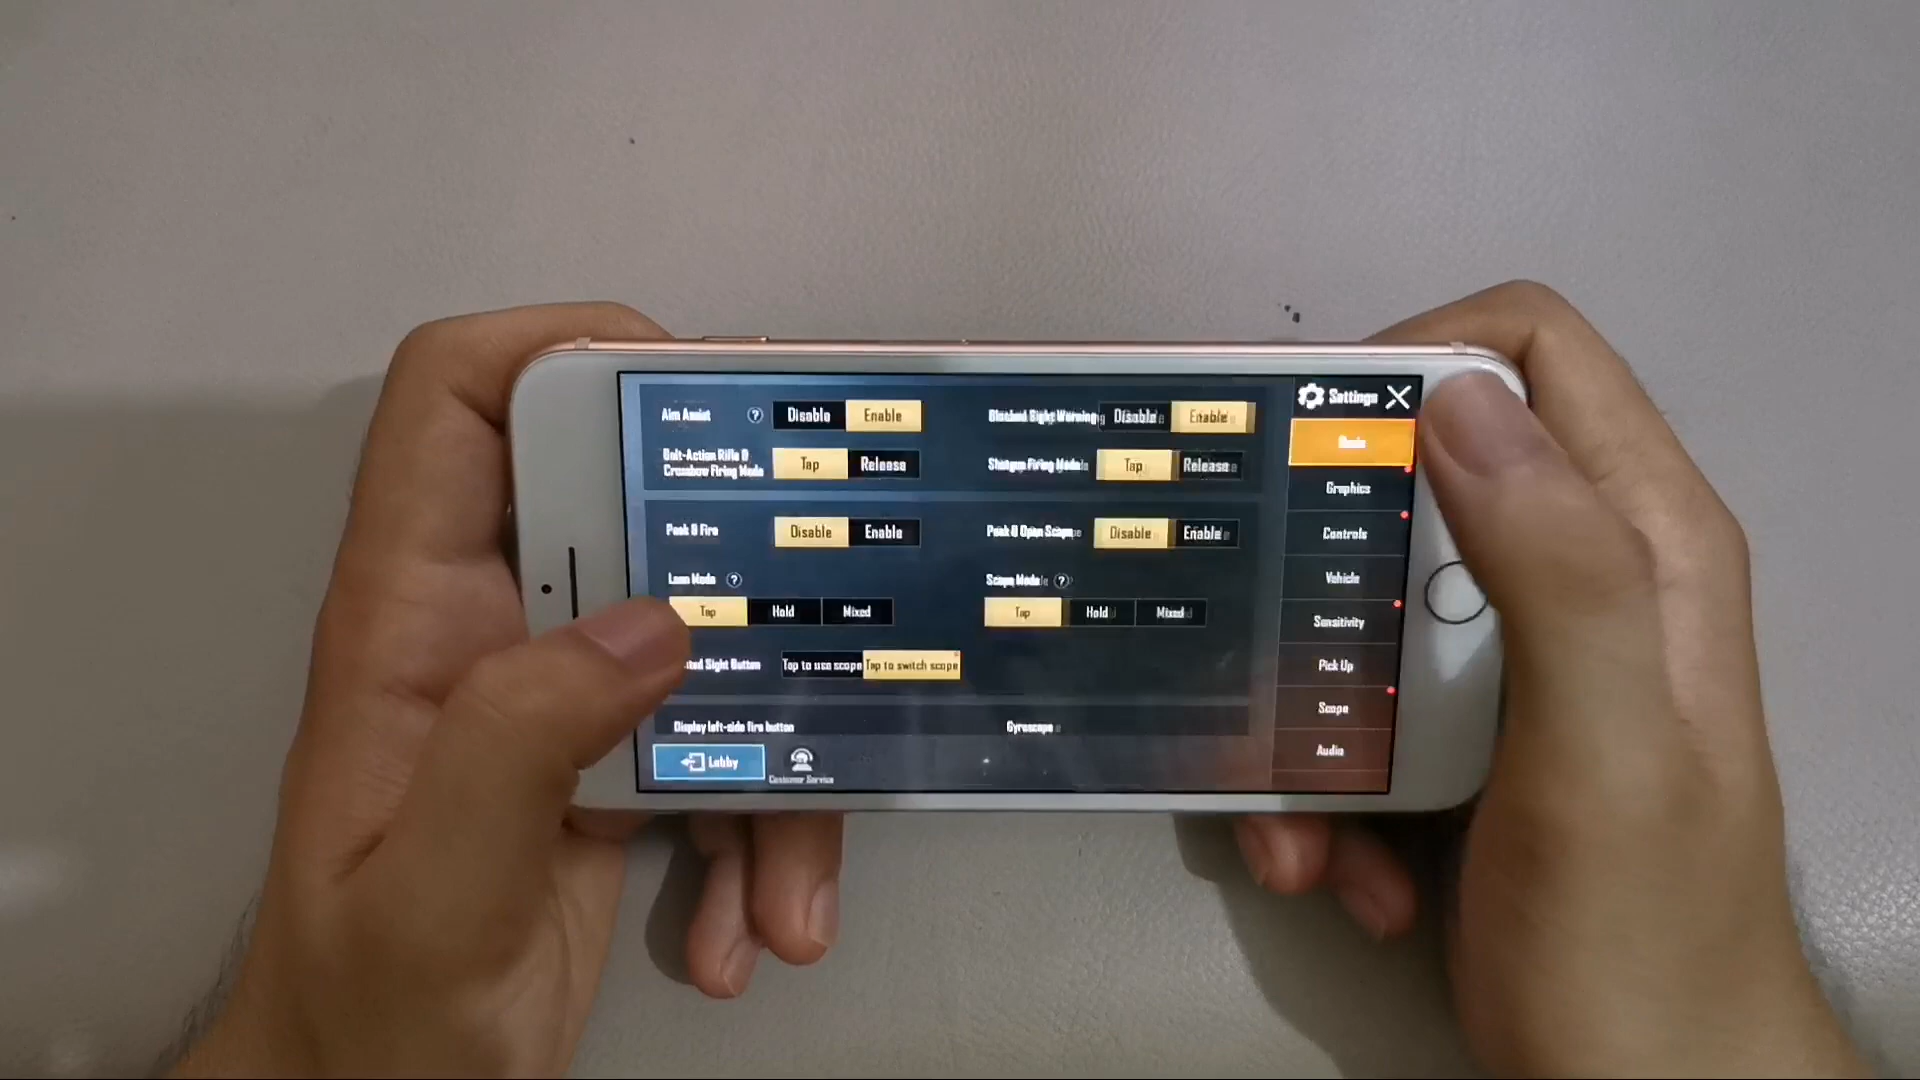 Aim Assist ? Disable Enable
Blocked Sight Warning Disable Enable
Bolt-Action Rifle &
Crossbow Firing Mode Tap Release
Shotgun Firing Mode Tap Release
Peek & Fire Disable Enable
Peek & Open Scope Disable Enable
Lean Mode ?
Tap Hold Mixed
Scope Mode ?
Tap Hold Mixed
Sight Button Tap to use scope Tap to switch scope
Display left-side fire button
Gyroscope
Lobby
Customer Service
Settings
Basic
Graphics
Controls
Vehicle
Sensitivity
Pick Up
Scope
Audio